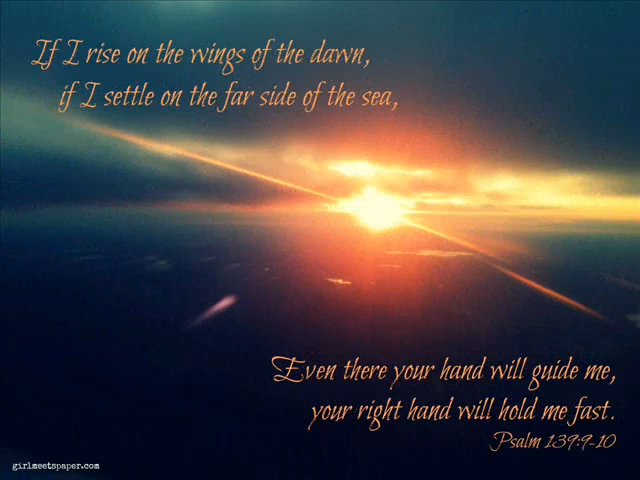 If I rise on the wings of the dawn,
if I settle on the far side of the sea,
Even there your hand will guide me,
your right hand will hold me fast.
Psalm 139:9-10
girlmeetspaper.com